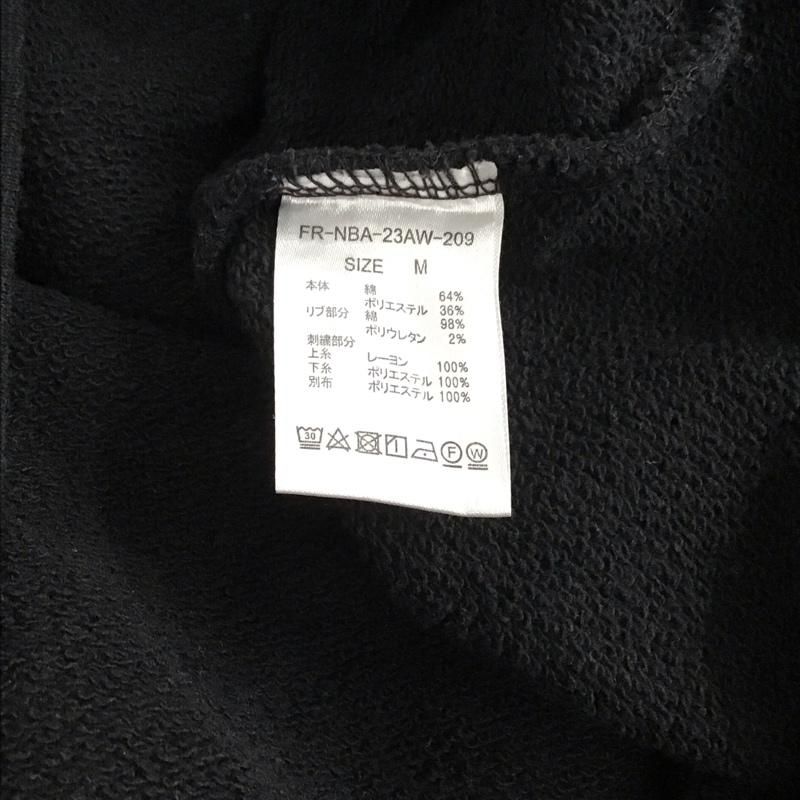 FR-NBA-23AW-209
SIZE M
本体 綿 64%
ポリエステル 36%
リブ部分 綿 98%
ポリウレタン 2%
刺繍部分
上糸 レーヨン 100%
下糸 ポリエステル 100%
別布 ポリエステル 100%
30 F W